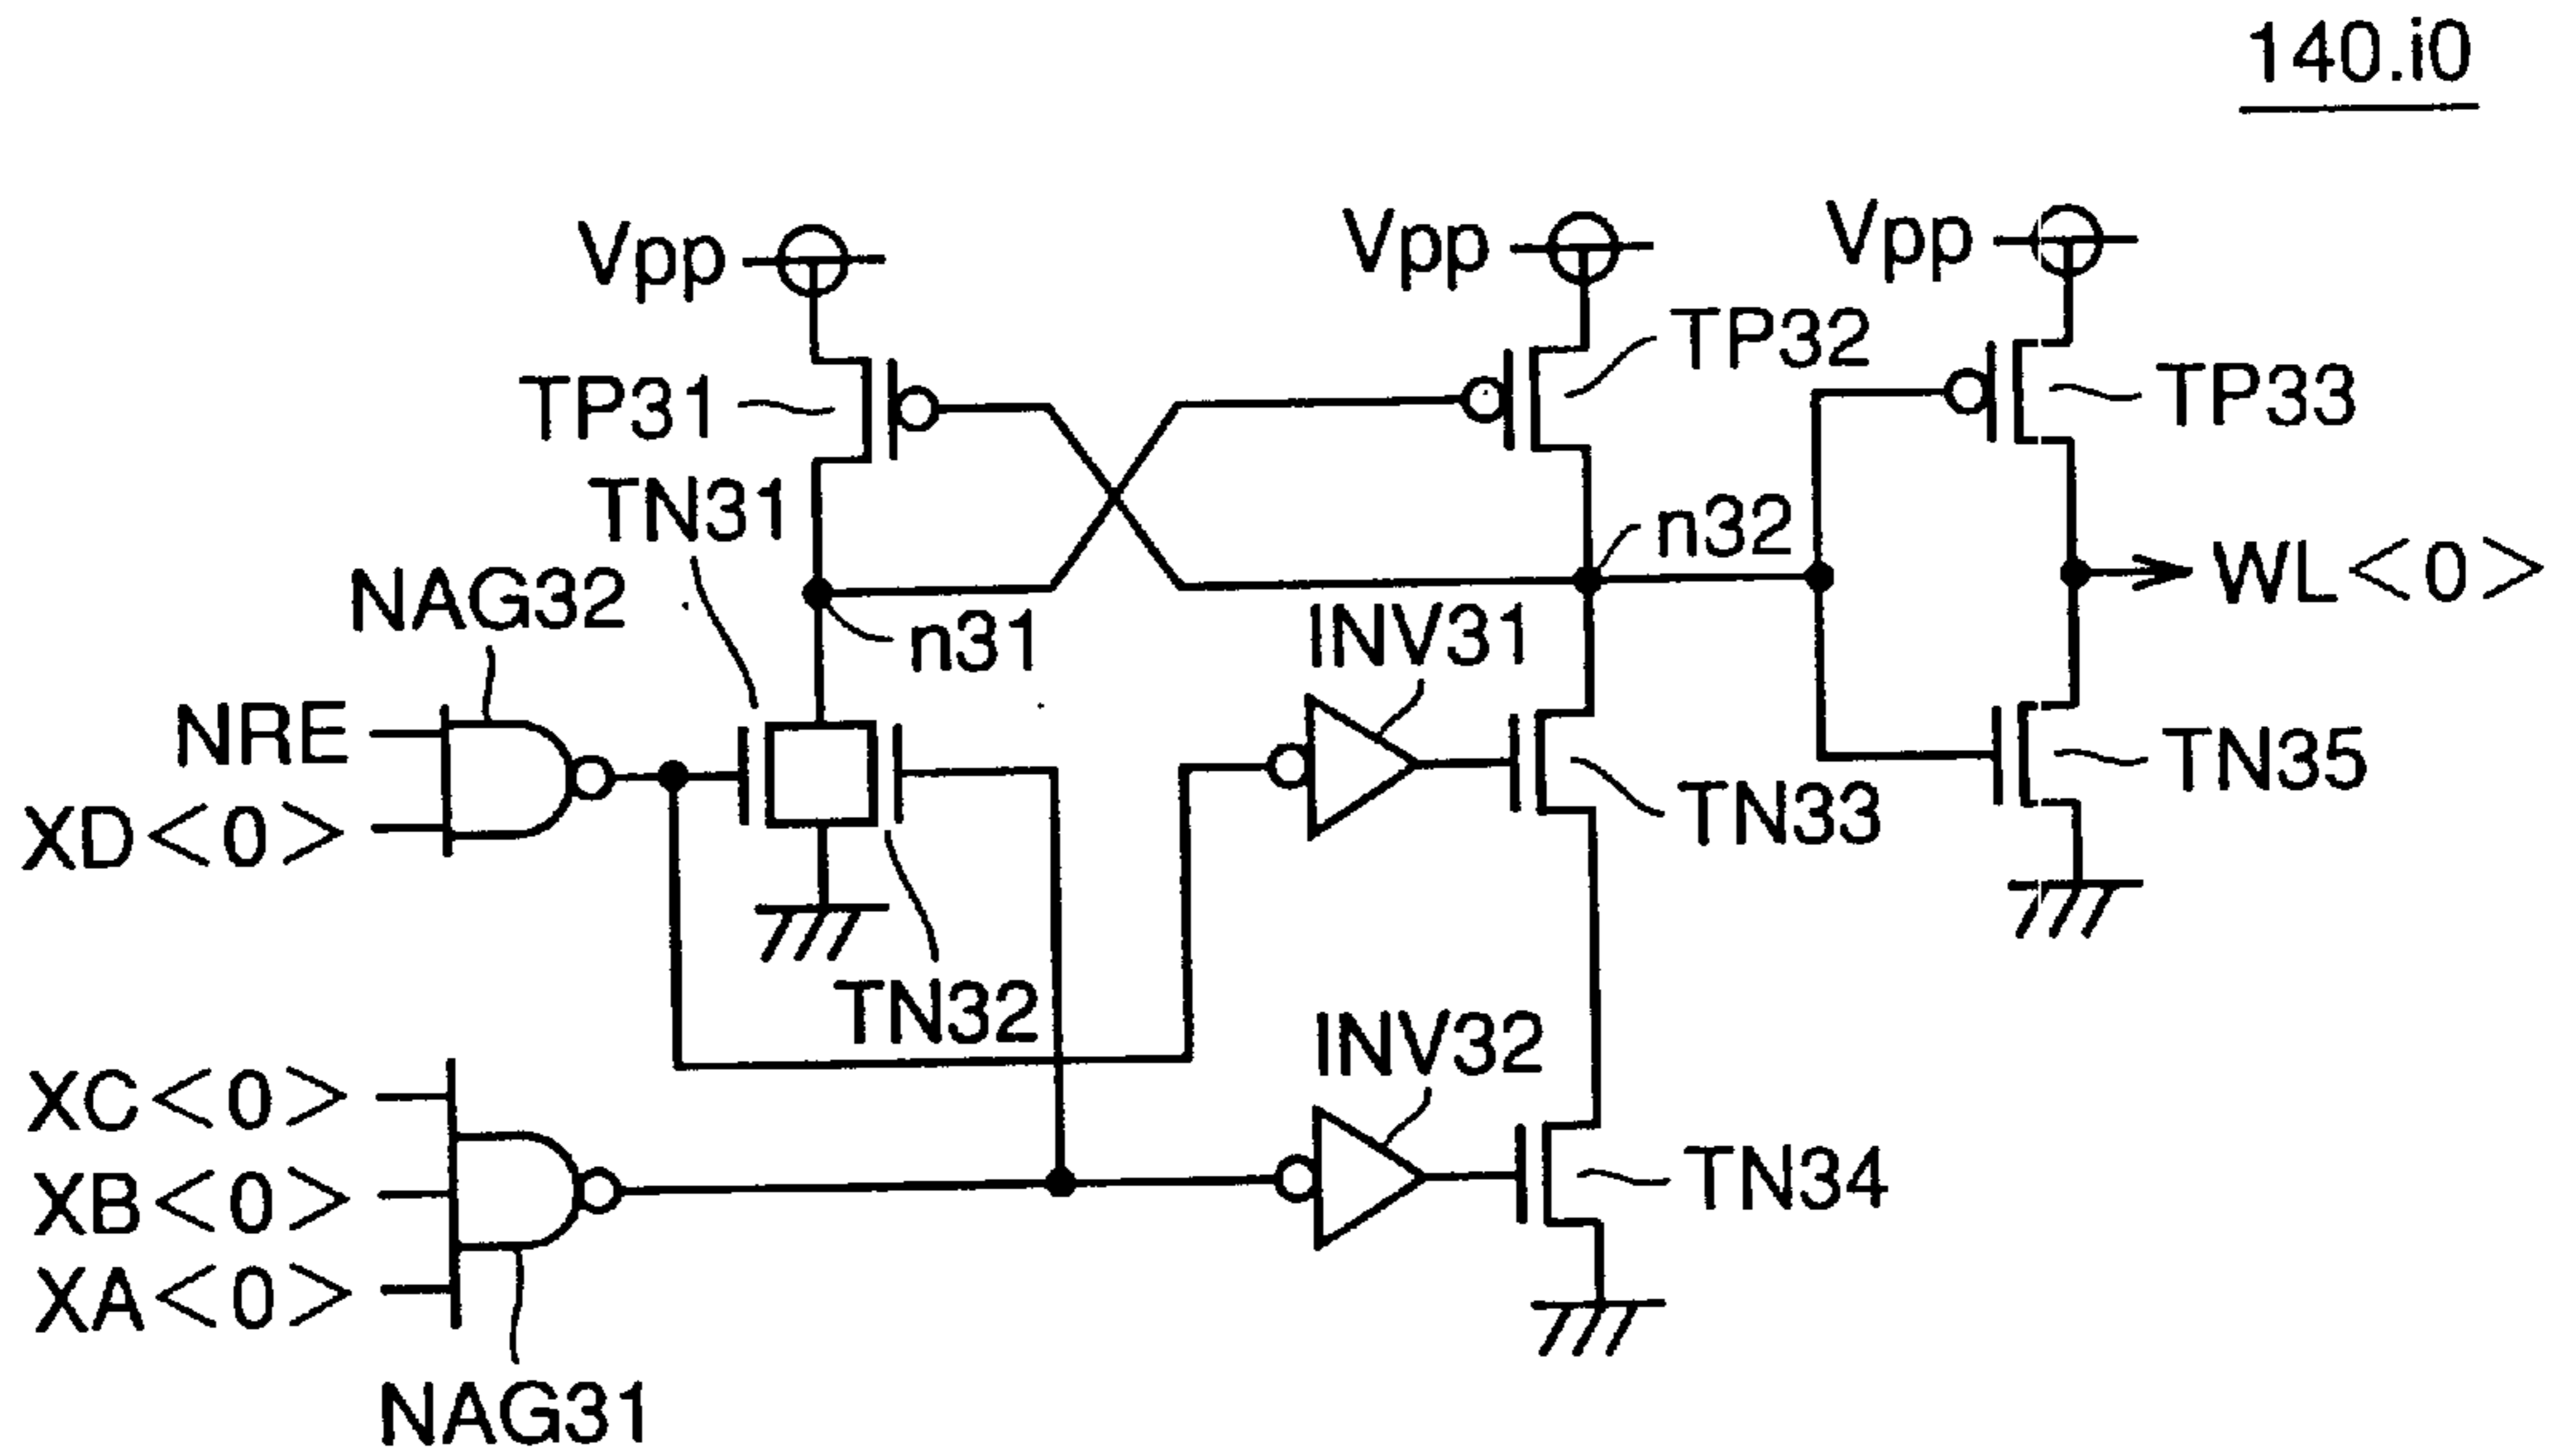 140.i0
Vpp
Vpp
Vpp
TP31
TP32
TP33
TN31
n32
NAG32
n31
INV31
WL<0>
NRE
XD<0>
TN33
TN35
TN32
INV32
XC<0>
XB<0>
XA<0>
TN34
NAG31